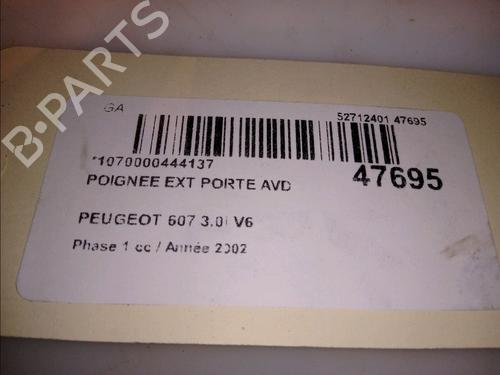 GA
52712401 47695
*1070000444137
47695
POIGNEE EXT PORTE AVD
PEUGEOT 607 3.0i V6
Phase 1 cc / Année 2002
B-PARTS